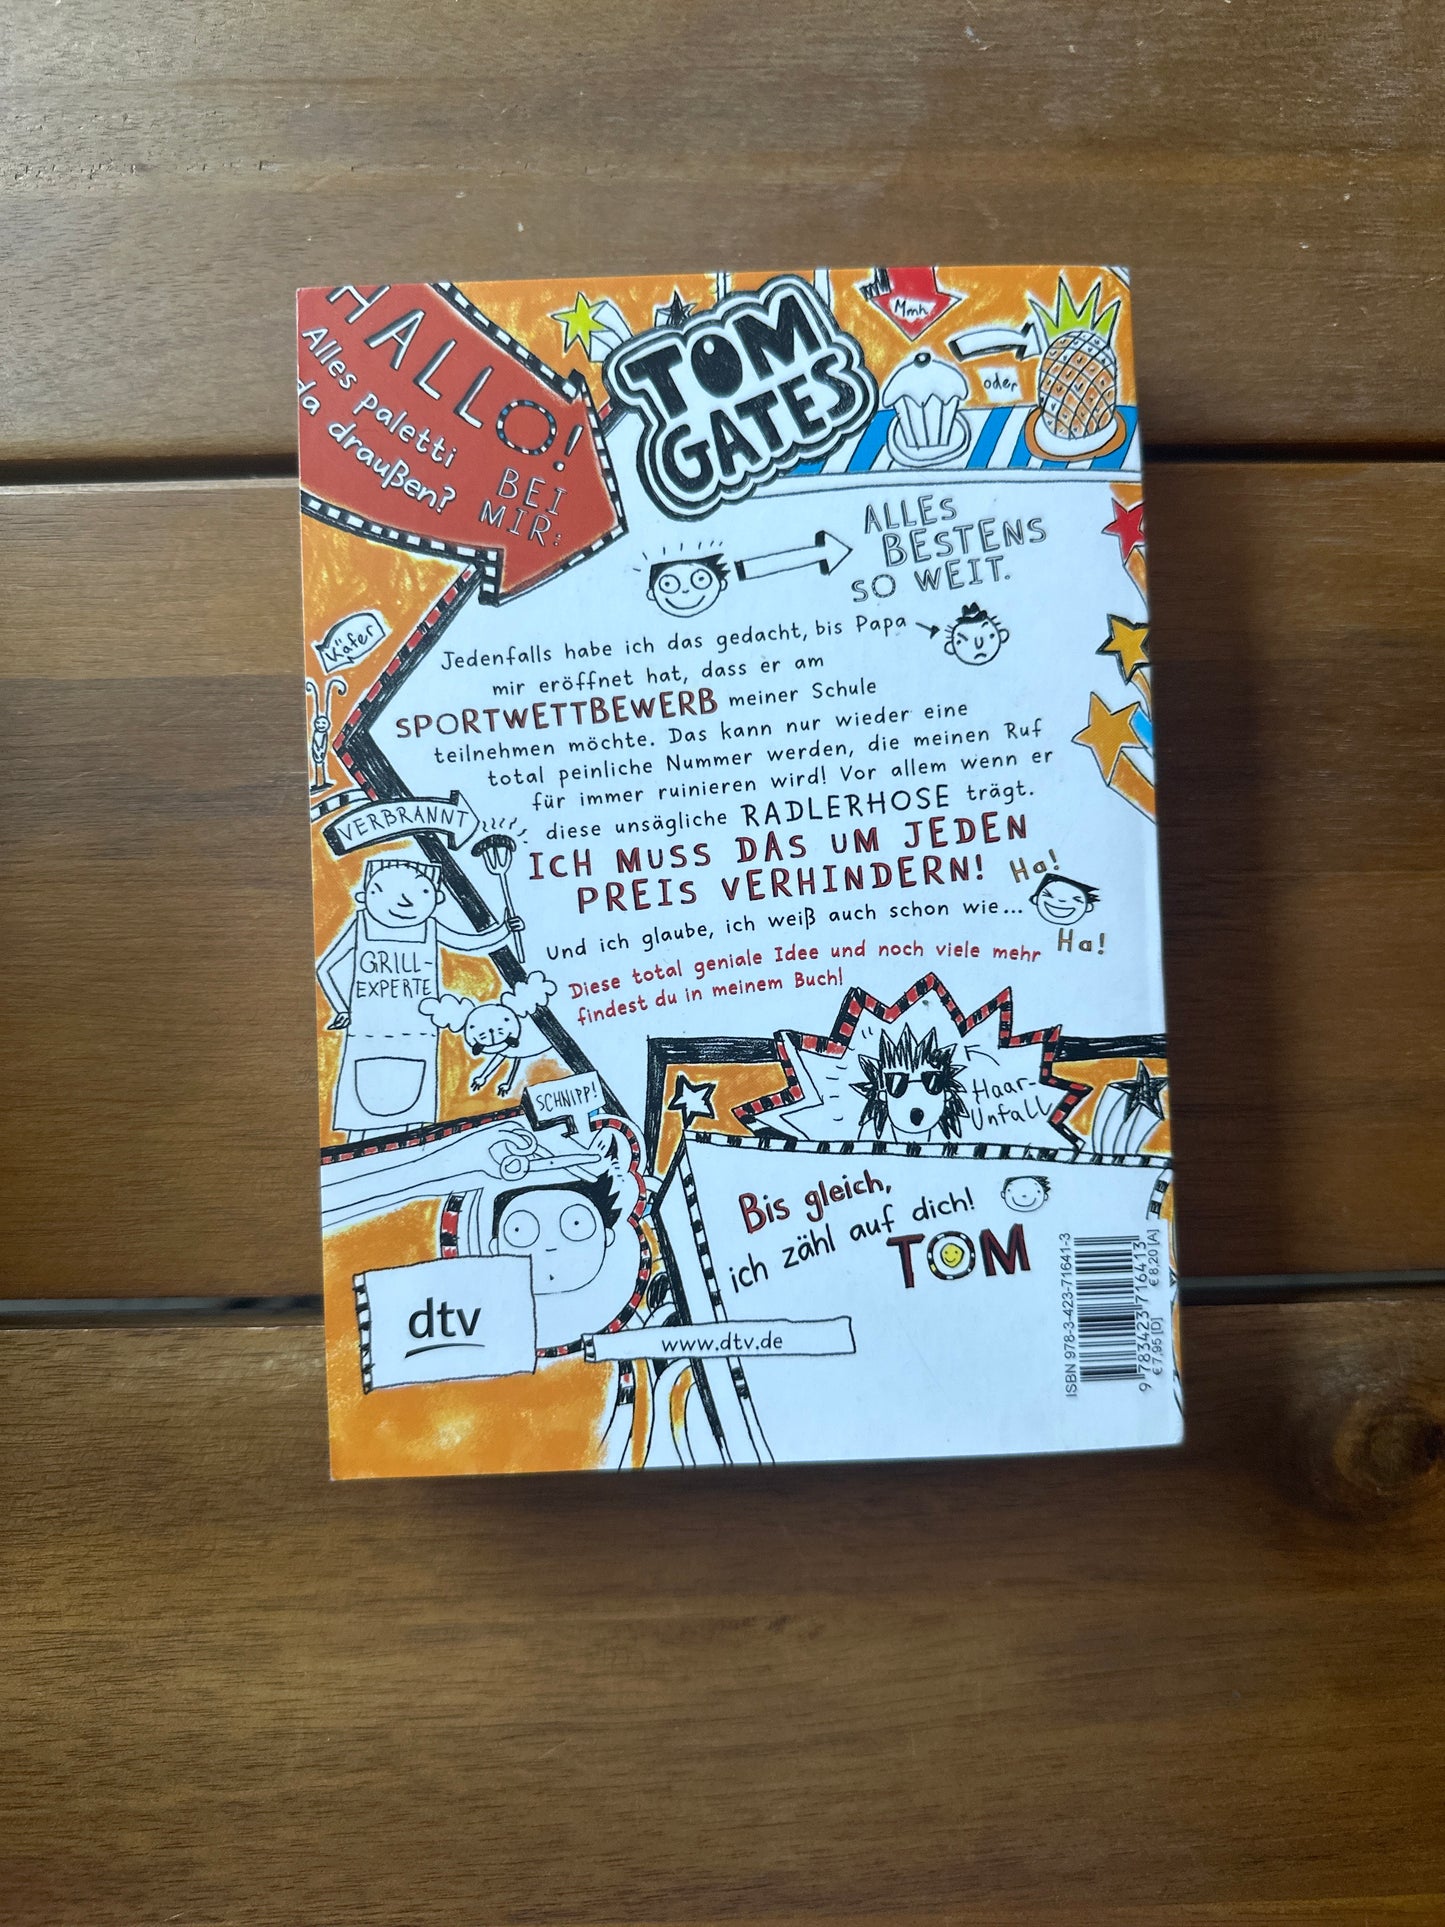 HALLO!
Alles paletti
da draußen?
BEI
MIR:
TOM
GATES
Mmh
oder
ALLES
BESTENS
SO WEIT.
Käfer
Jedenfalls habe ich das gedacht, bis Papa
mir eröffnet hat, dass er am
SPORTWETTBEWERB meiner Schule
teilnehmen möchte. Das kann nur wieder eine
total peinliche Nummer werden, die meinen Ruf
für immer ruinieren wird! Vor allem wenn er
diese unsägliche RADLERHOSE trägt.
ICH MUSS DAS UM JEDEN
PREIS VERHINDERN!
Ha!
Ha!
Und ich glaube, ich weiß auch schon wie...
Diese total geniale Idee und noch viele mehr
findest du in meinem Buch!
VERBRANNT
GRILL-
EXPERTE
SCHNIPP!
Haar-
Unfall
Bis gleich,
ich zähl auf dich!
TOM
dtv
www.dtv.de
ISBN 978-3-423-71641-3
9 783423 716413
€ 7,95 [D] € 8,20 [A]